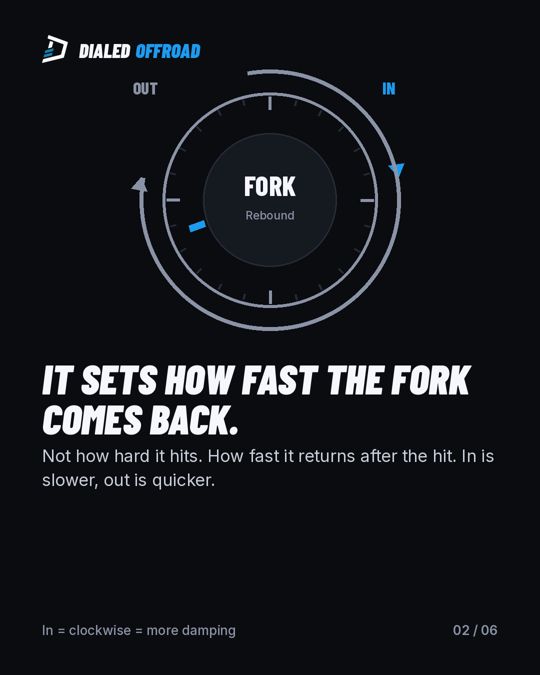 DIALED OFFROAD
OUT
IN
FORK
Rebound
IT SETS HOW FAST THE FORK
COMES BACK.
Not how hard it hits. How fast it returns after the hit. In is
slower, out is quicker.
In = clockwise = more damping
02 / 06